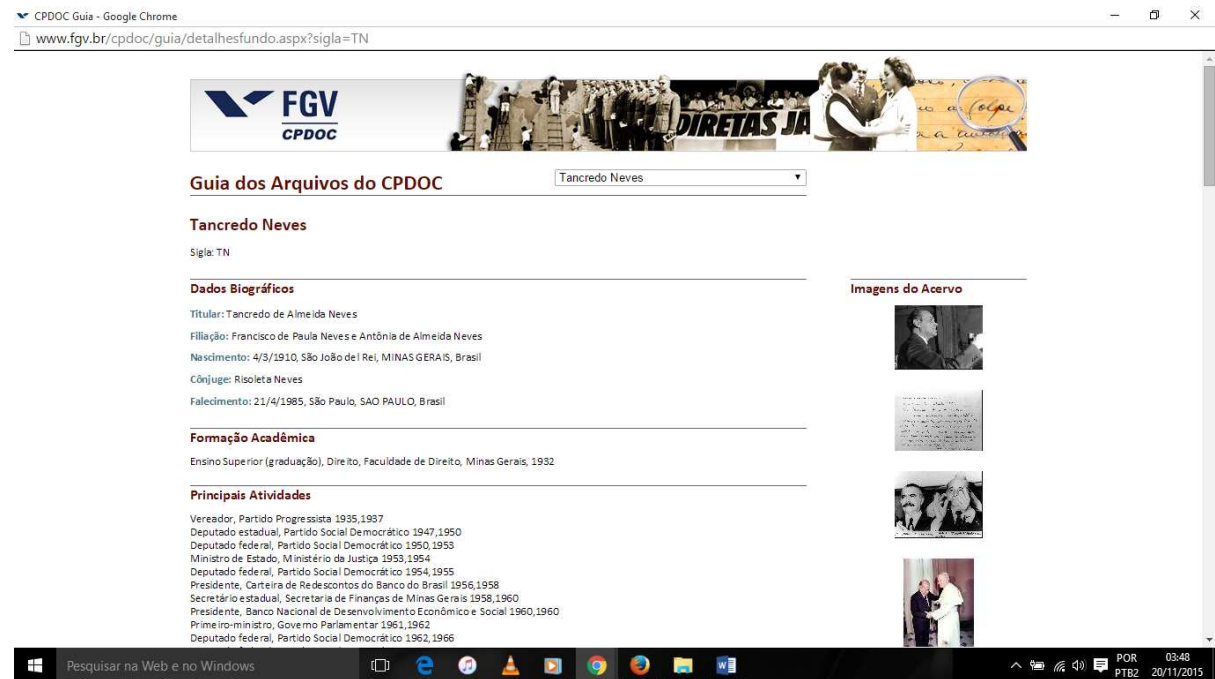 CPDOC Guia - Google Chrome
www.fgv.br/cpdoc/guia/detalhesfundo.aspx?sigla=TN
FGV
CPDOC
DIRETAS JÁ
Guia dos Arquivos do CPDOC
Tancredo Neves
Tancredo Neves
Sigla: TN
Dados Biográficos
Imagens do Acervo
Titular: Tancredo de Almeida Neves
Filiação: Francisco de Paula Neves e Antônia de Almeida Neves
Nascimento: 4/3/1910, São João del Rei, MINAS GERAIS, Brasil
Cônjuge: Risoleta Neves
Falecimento: 21/4/1985, São Paulo, SAO PAULO, Brasil
Formação Acadêmica
Ensino Superior (graduação), Direito, Faculdade de Direito, Minas Gerais, 1932
Principais Atividades
Vereador, Partido Progressista 1935,1937
Deputado estadual, Partido Social Democrático 1947,1950
Deputado federal, Partido Social Democrático 1950,1953
Ministro de Estado, Ministério da Justiça 1953,1954
Deputado federal, Partido Social Democrático 1954,1955
Presidente, Carteira de Redescontos do Banco do Brasil 1956,1958
Secretário estadual, Secretaria de Finanças de Minas Gerais 1958,1960
Presidente, Banco Nacional de Desenvolvimento Econômico e Social 1960,1960
Primeiro-ministro, Governo Parlamentar 1961,1962
Deputado federal, Partido Social Democrático 1962,1966
Pesquisar na Web e no Windows
POR
PTB2
03:48
20/11/2015